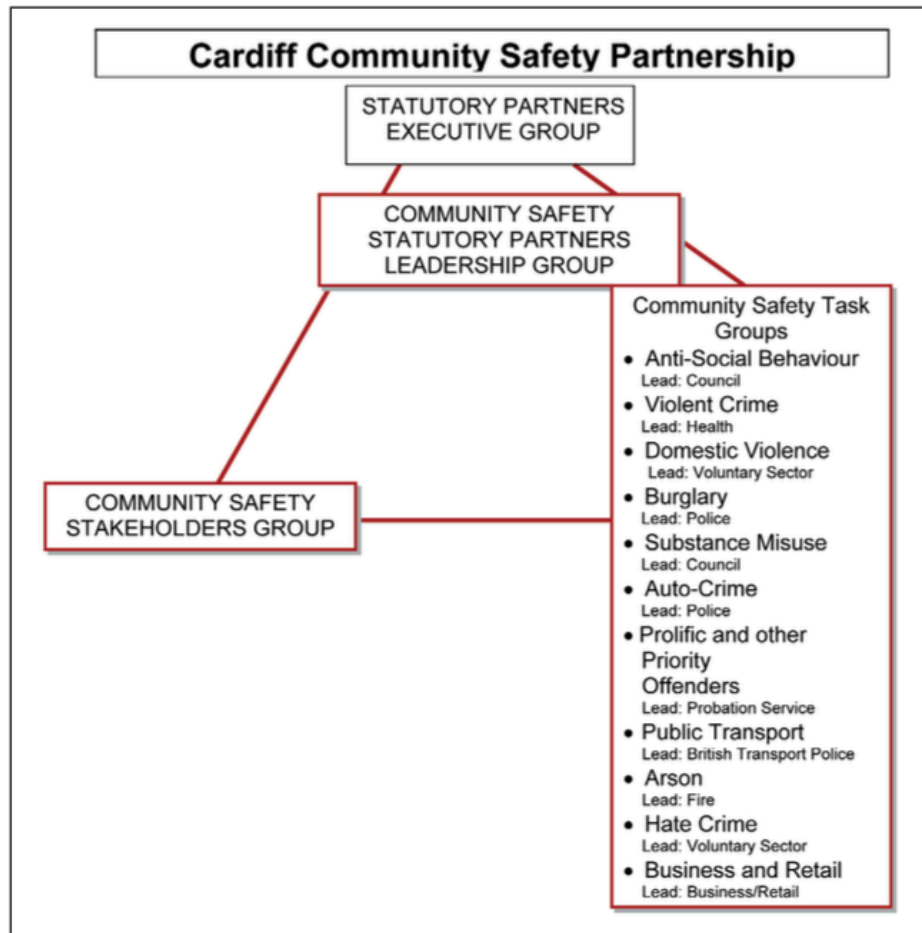 Cardiff Community Safety Partnership
STATUTORY PARTNERS
EXECUTIVE GROUP
COMMUNITY SAFETY
STATUTORY PARTNERS
LEADERSHIP GROUP
COMMUNITY SAFETY
STAKEHOLDERS GROUP
Community Safety Task
Groups
• Anti-Social Behaviour
Lead: Council
• Violent Crime
Lead: Health
• Domestic Violence
Lead: Voluntary Sector
• Burglary
Lead: Police
• Substance Misuse
Lead: Council
• Auto-Crime
Lead: Police
• Prolific and other
Priority
Offenders
Lead: Probation Service
• Public Transport
Lead: British Transport Police
• Arson
Lead: Fire
• Hate Crime
Lead: Voluntary Sector
• Business and Retail
Lead: Business/Retail